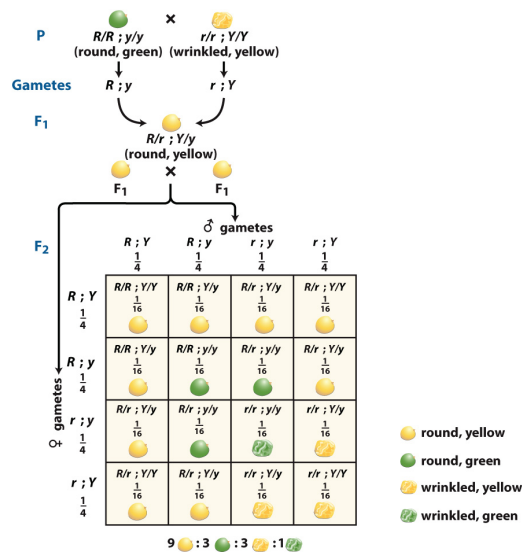 P
×
R/R ; y/y
r/r ; Y/Y
(round, green)
(wrinkled, yellow)
Gametes
R ; y
r ; Y
F1
R/r ; Y/y
(round, yellow)
×
F1
F1
♂ gametes
F2
R ; Y
R ; y
r ; y
r ; Y
1/4
1/4
1/4
1/4
♀ gametes
R ; Y
1/4
R/R ; Y/Y
R/R ; Y/y
R/r ; Y/y
R/r ; Y/Y
1/16
1/16
1/16
1/16
R ; y
1/4
R/R ; Y/y
R/R ; y/y
R/r ; y/y
R/r ; Y/y
1/16
1/16
1/16
1/16
r ; y
1/4
R/r ; Y/y
R/r ; y/y
r/r ; y/y
r/r ; Y/y
1/16
1/16
1/16
1/16
r ; Y
1/4
R/r ; Y/Y
R/r ; Y/y
r/r ; Y/y
r/r ; Y/Y
1/16
1/16
1/16
1/16
round, yellow
round, green
wrinkled, yellow
wrinkled, green
9 : 3 : 3 : 1